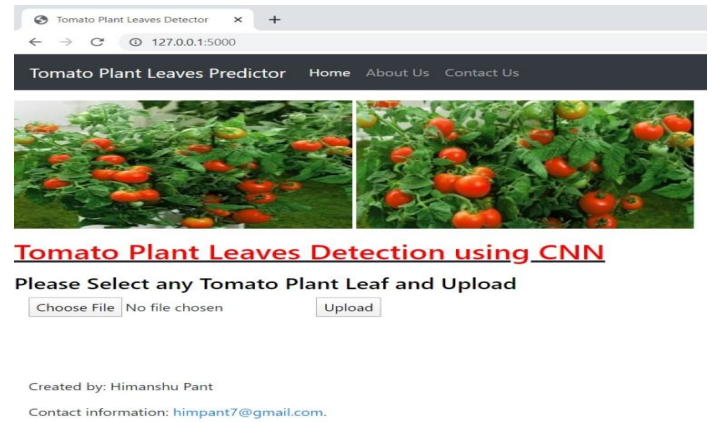 Tomato Plant Leaves Detector × +
127.0.0.1:5000
Tomato Plant Leaves Predictor Home About Us Contact Us
Tomato Plant Leaves Detection using CNN
Please Select any Tomato Plant Leaf and Upload
Choose File No file chosen Upload
Created by: Himanshu Pant
Contact information: himpant7@gmail.com.